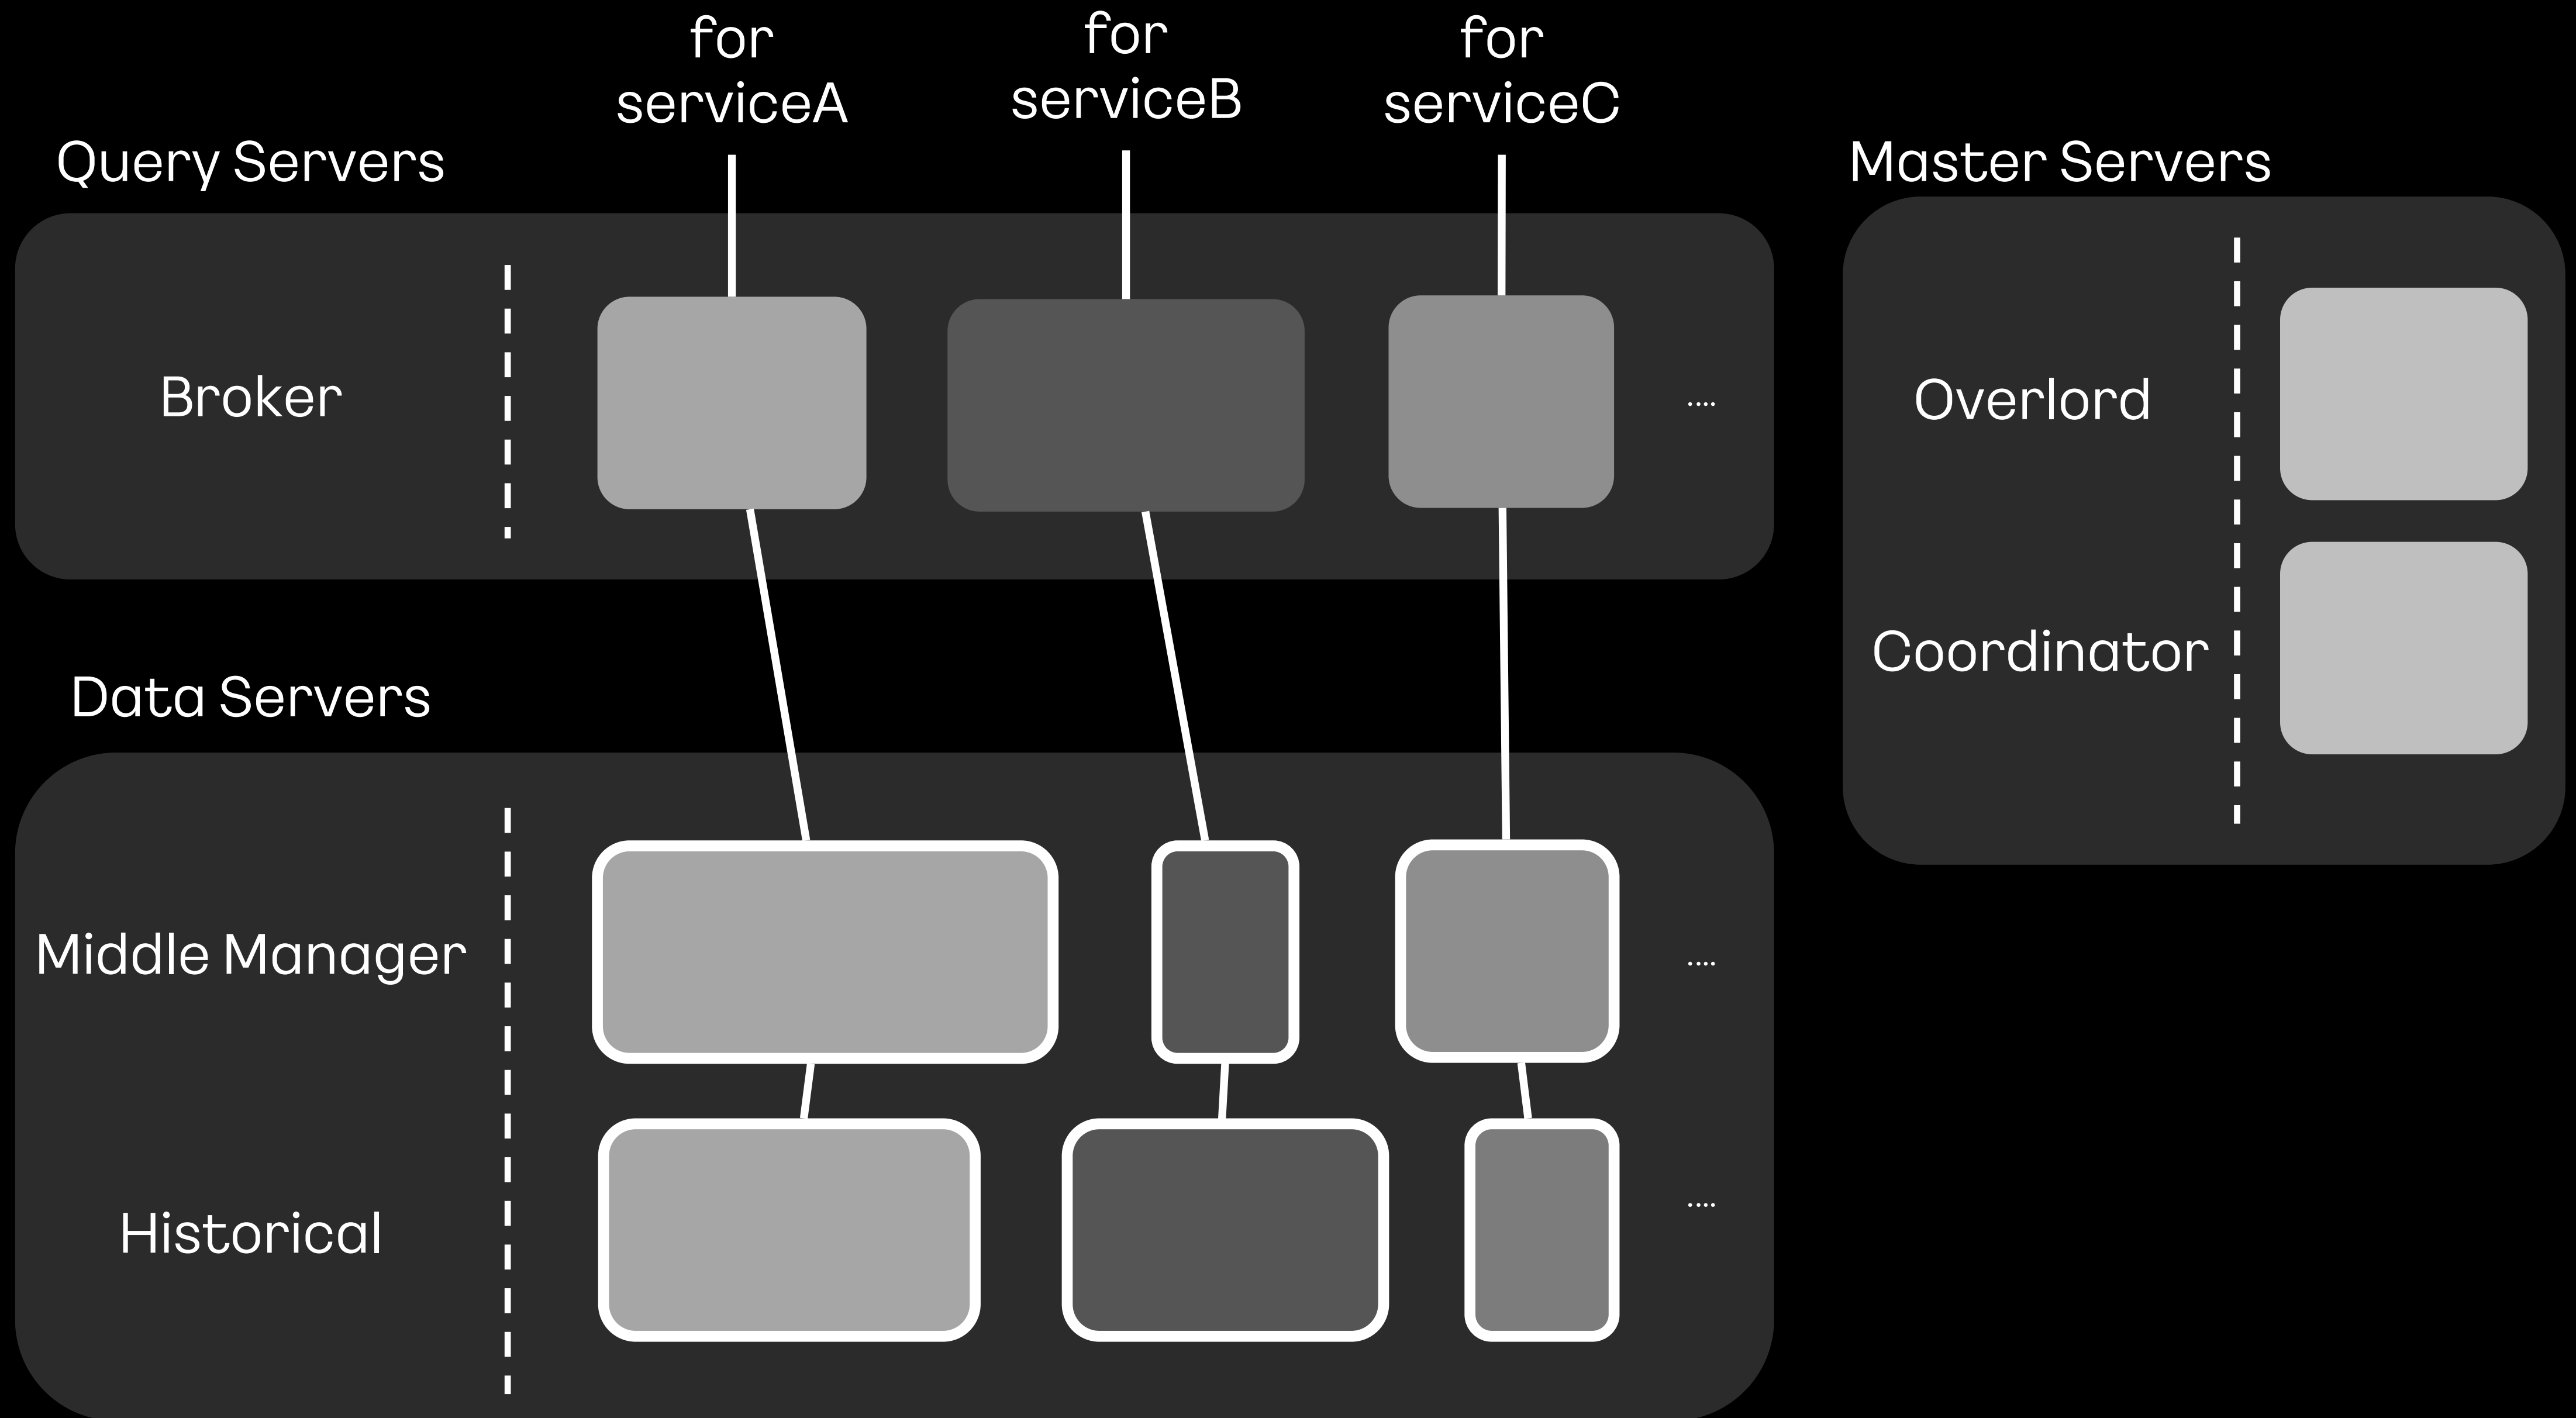 for
serviceA
for
serviceB
for
serviceC
Query Servers
Master Servers
Broker
....
Overlord
Coordinator
Data Servers
Middle Manager
....
Historical
....